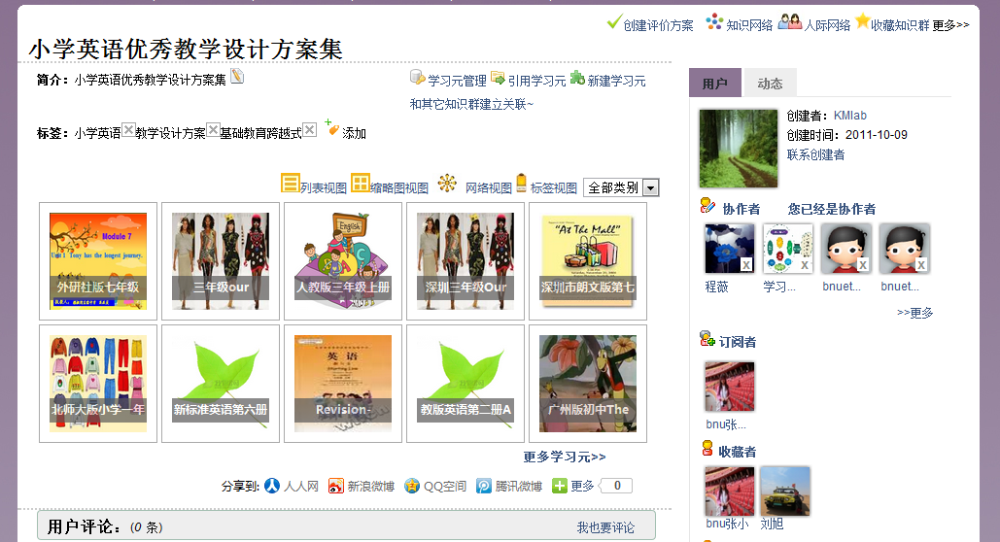 创建评价方案 知识网络 人际网络 收藏知识群 更多>>
小学英语优秀教学设计方案集
简介：小学英语优秀教学设计方案集
学习元管理 引用学习元 新建学习元
和其它知识群建立关联~
标签：小学英语 教学设计方案 基础教育跨越式 添加
列表视图 缩略图视图 网络视图 标签视图 全部类别
Module 7
Unit 1 Tony has the longest journey.
外研社版七年级
三年级our
English
人教版三年级上册
深圳三年级Our
"At The Mall"
深圳市朗文版第七
北师大版小学一年
新标准英语第六册
英语
Revision-
教版英语第二册A
广州版初中The
更多学习元>>
分享到: 人人网 新浪微博 QQ空间 腾讯微博 更多 0
用户评论：(0 条)
我也要评论
用户 动态
创建者：KMlab
创建时间：2011-10-09
联系创建者
协作者 您已经是协作者
程薇 学习... bnuet... bnuet...
>>更多
订阅者
bnu张...
收藏者
bnu张小 刘旭